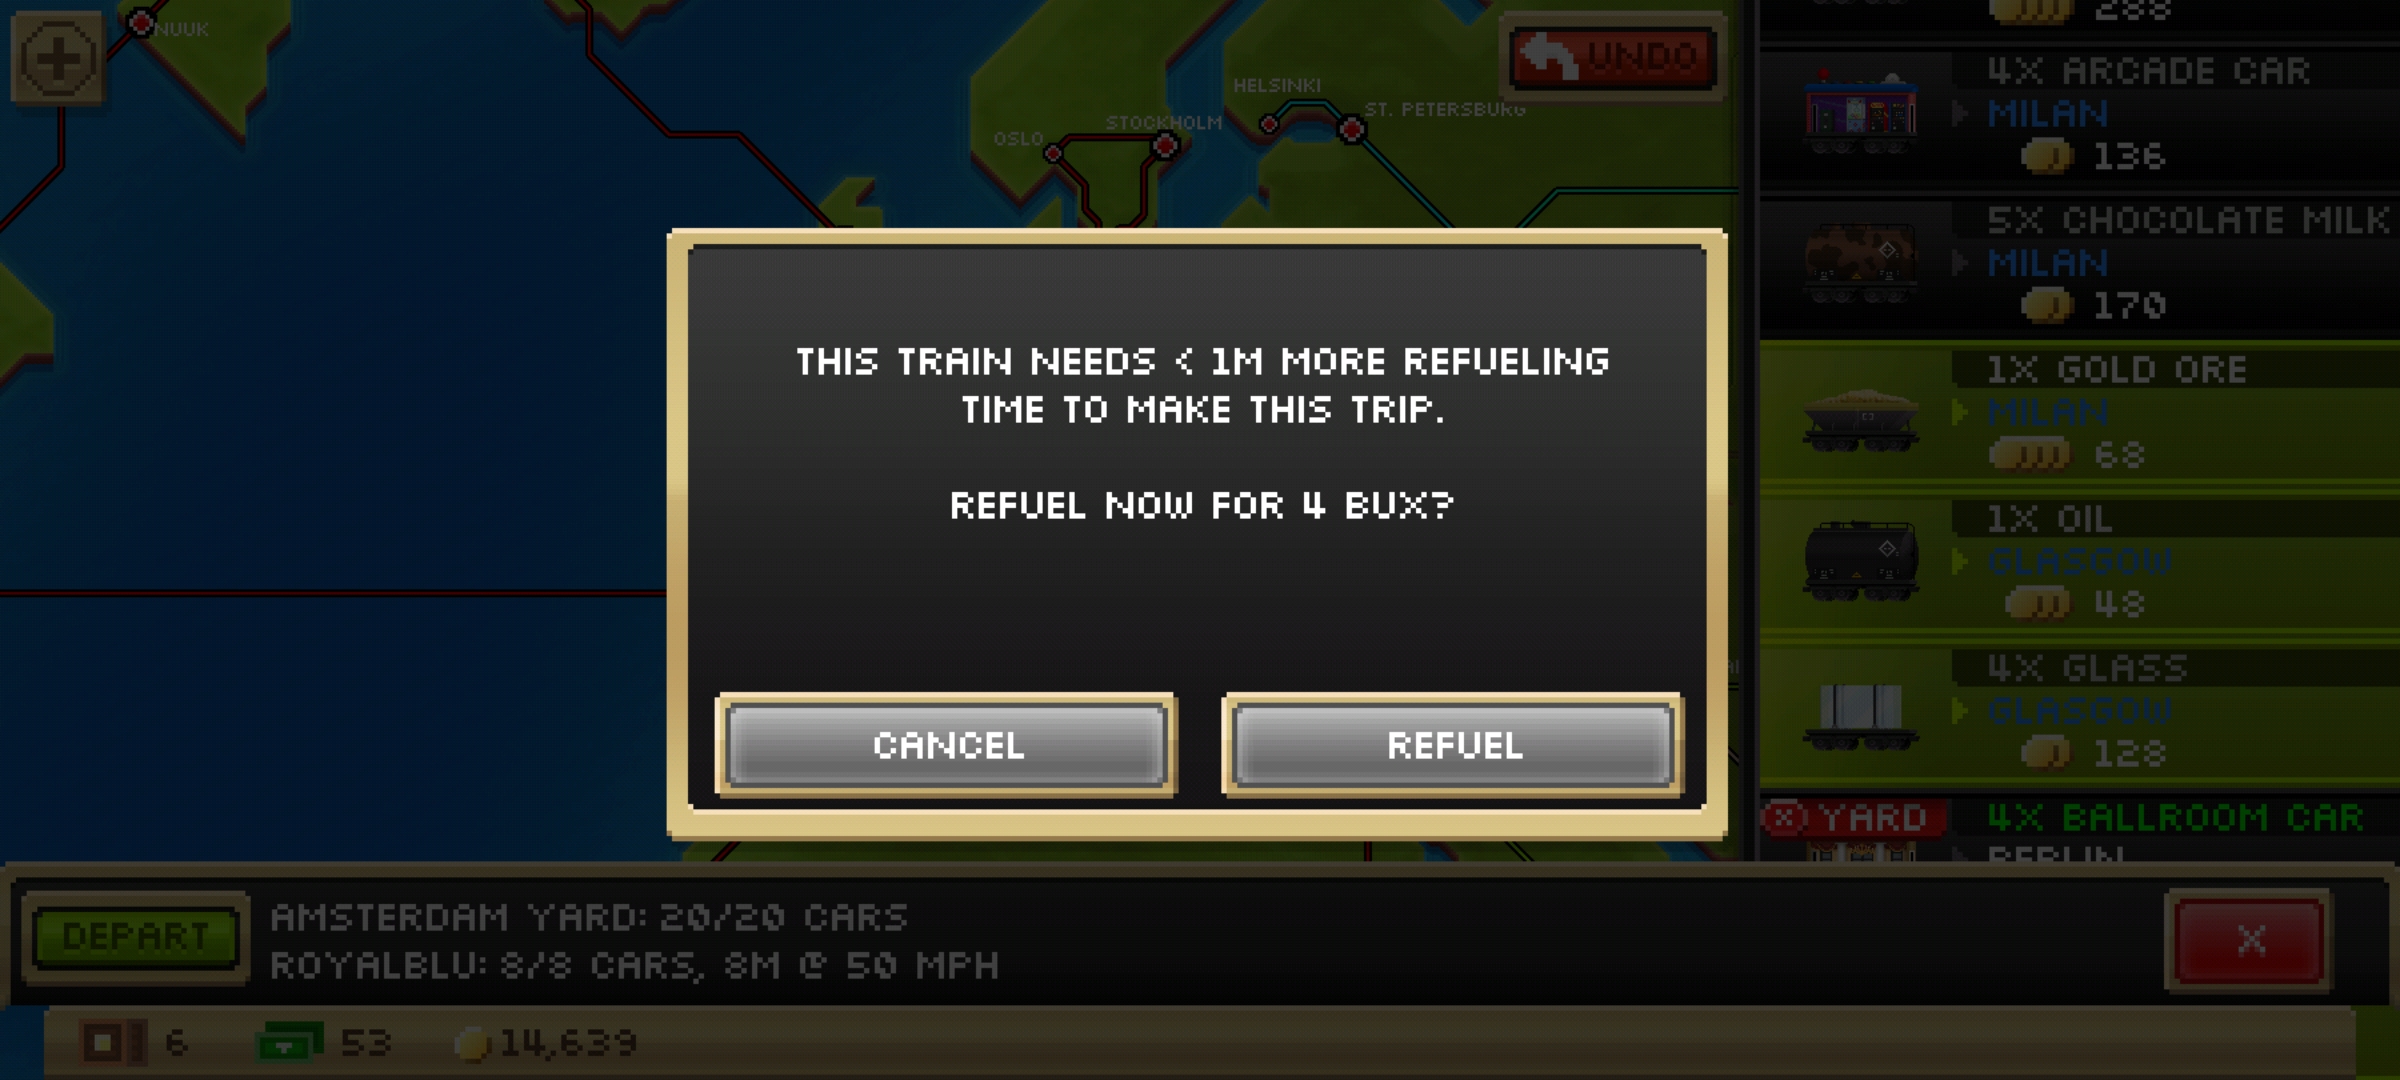 NUUK
UNDO
HELSINKI
ST. PETERSBURG
STOCKHOLM
OSLO
288
4X ARCADE CAR
MILAN
136
5X CHOCOLATE MILK
MILAN
170
1X GOLD ORE
MILAN
68
1X OIL
GLASGOW
48
4X GLASS
GLASGOW
128
YARD
4X BALLROOM CAR
BERLIN
THIS TRAIN NEEDS < 1M MORE REFUELING
TIME TO MAKE THIS TRIP.
REFUEL NOW FOR 4 BUX?
CANCEL
REFUEL
DEPART
AMSTERDAM YARD: 20/20 CARS
ROYALBLU: 8/8 CARS, 8M @ 50 MPH
X
6
53
14,639